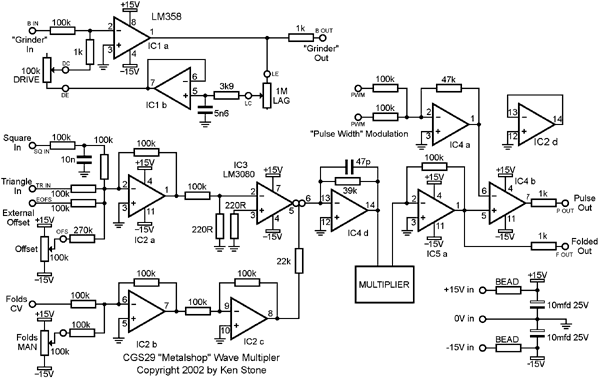 +15V
LM358
B IN
100k
2
8
1
3
4
IC1 a
-15V
"Grinder"
In
1k
1k
B OUT
"Grinder"
Out
100k
DRIVE
DC
DE
7
6
5
IC1 b
3k9
5n6
LC
LE
1M
LAG
100k
PWM
100k
PWM
"Pulse Width" Modulation
47k
2
3
1
IC4 a
13
12
14
IC2 d
Square
In
SQ IN
100k
10n
100k
100k
+15V
Triangle
In
TR IN
100k
External
Offset
EOFS
100k
Offset
+15V
OFS
270k
100k
-15V
2
3
4
1
11
IC2 a
-15V
100k
220R
220R
IC3
LM3080
+15V
2
3
7
4
5
6
-15V
22k
47p
39k
13
12
14
IC4 d
MULTIPLIER
100k
+15V
2
3
4
1
11
IC5 a
-15V
+15V
IC4 b
6
5
4
7
11
-15V
1k
P OUT
Pulse
Out
1k
F OUT
Folded
Out
Folds
CV
100k
Folds
MAN
+15V
100k
100k
-15V
100k
6
5
7
IC2 b
100k
100k
9
10
8
IC2 c
+15V in
BEAD
+15V
10mfd 25V
0V in
10mfd 25V
-15V in
BEAD
-15V
CGS29 "Metalshop" Wave Multipler
Copyright 2002 by Ken Stone